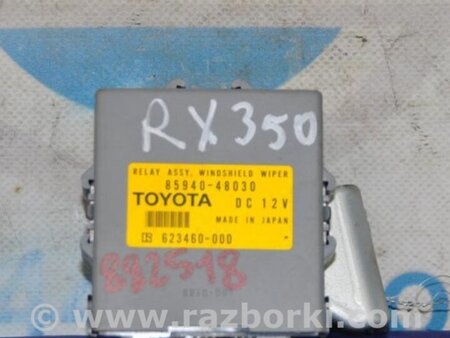 RX350
RELAY ASSY, WINDSHIELD WIPER
85940-48030
TOYOTA DC 12V
MADE IN JAPAN
623460-000
882518
www.razborki.com